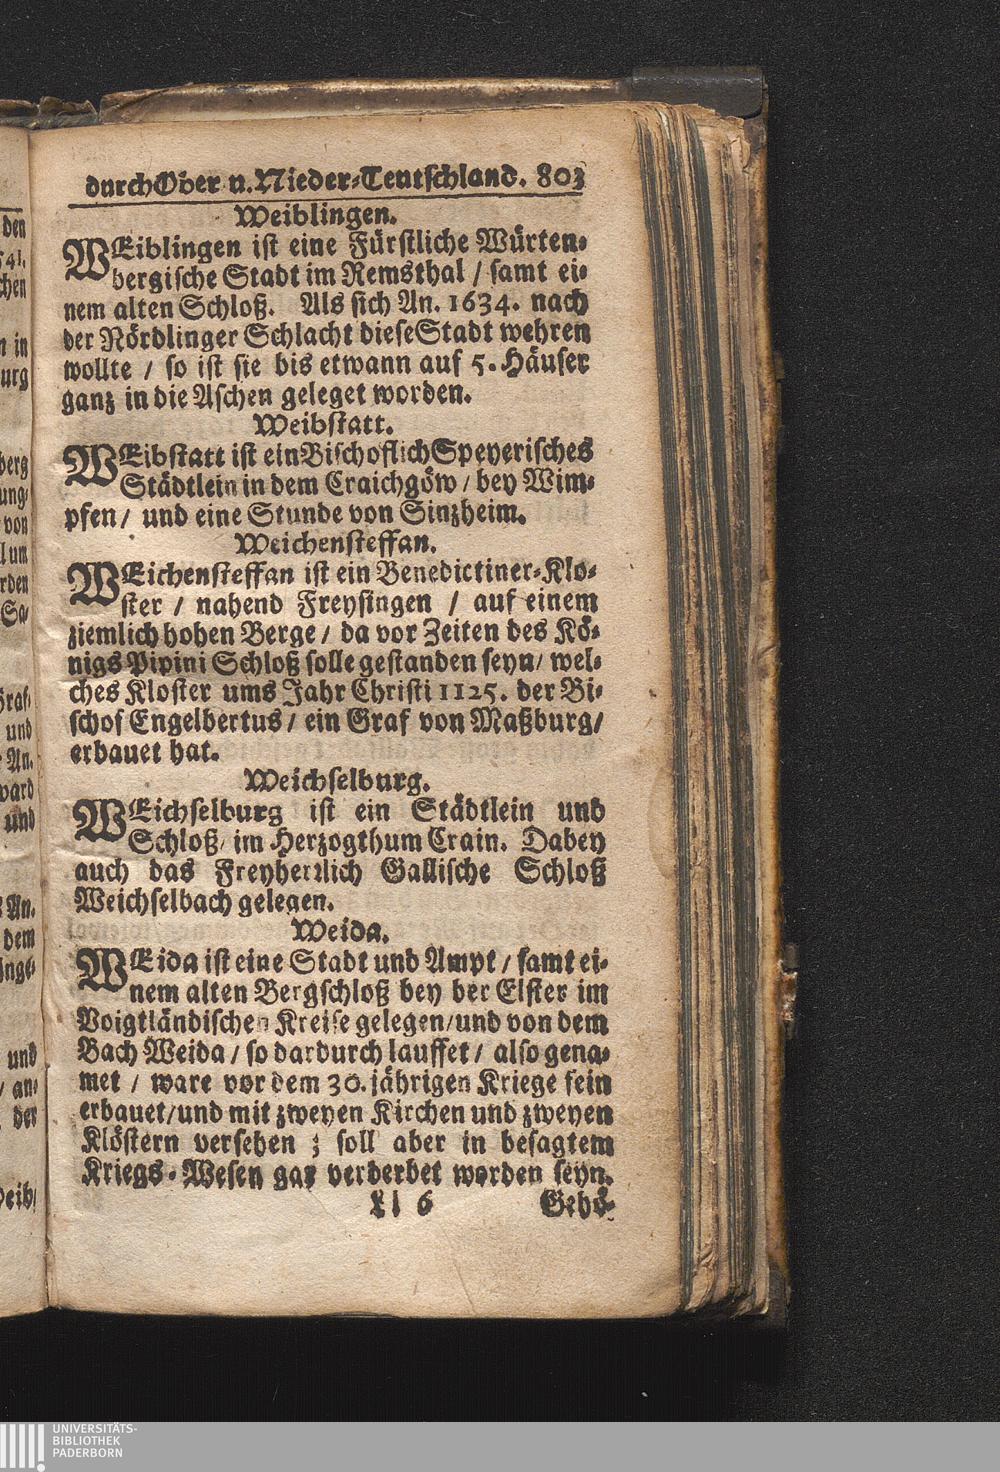 durch Ober u. Nieder-Teutschland. 803
Weiblingen.
WEiblingen ist eine Fürstliche Würten-
bergische Stadt im Remsthal / samt ei-
nem alten Schloß. Als sich An. 1634. nach
der Nördlinger Schlacht diese Stadt wehren
wollte / so ist sie bis etwann auf 5. Häuser
ganz in die Aschen geleget worden.
Weibstatt.
WEibstatt ist ein Bischoflich Speyerisches
Städtlein in dem Craichgöw / bey Wim-
pfen / und eine Stunde von Sinzheim.
Weichensteffan.
WEichensteffan ist ein Benedictiner-Klo-
ster / nahend Freysingen / auf einem
ziemlich hohen Berge / da vor Zeiten des Kö-
nigs Pipini Schloß solle gestanden seyn / wel-
ches Kloster ums Jahr Christi 1125. der Bi-
schof Engelbertus / ein Graf von Maßburg /
erbauet hat.
Weichselburg.
WEichselburg ist ein Städtlein und
Schloß / im Herzogthum Crain. Dabey
auch das Freyherrlich Gallische Schloß
Weichselbach gelegen.
Weida.
WEida ist eine Stadt und Ampt / samt ei-
nem alten Bergschloß bey der Elster im
Voigtländischen Kreise gelegen / und von dem
Bach Weida / so dardurch lauffet / also gena-
met / ware vor dem 30. jährigen Kriege fein
erbauet / und mit zweyen Kirchen und zweyen
Klöstern versehen ; soll aber in besagtem
Kriegs-Wesen gar verderbet worden seyn.
Ll 6 Gehö-
UNIVERSITÄTS-
BIBLIOTHEK
PADERBORN